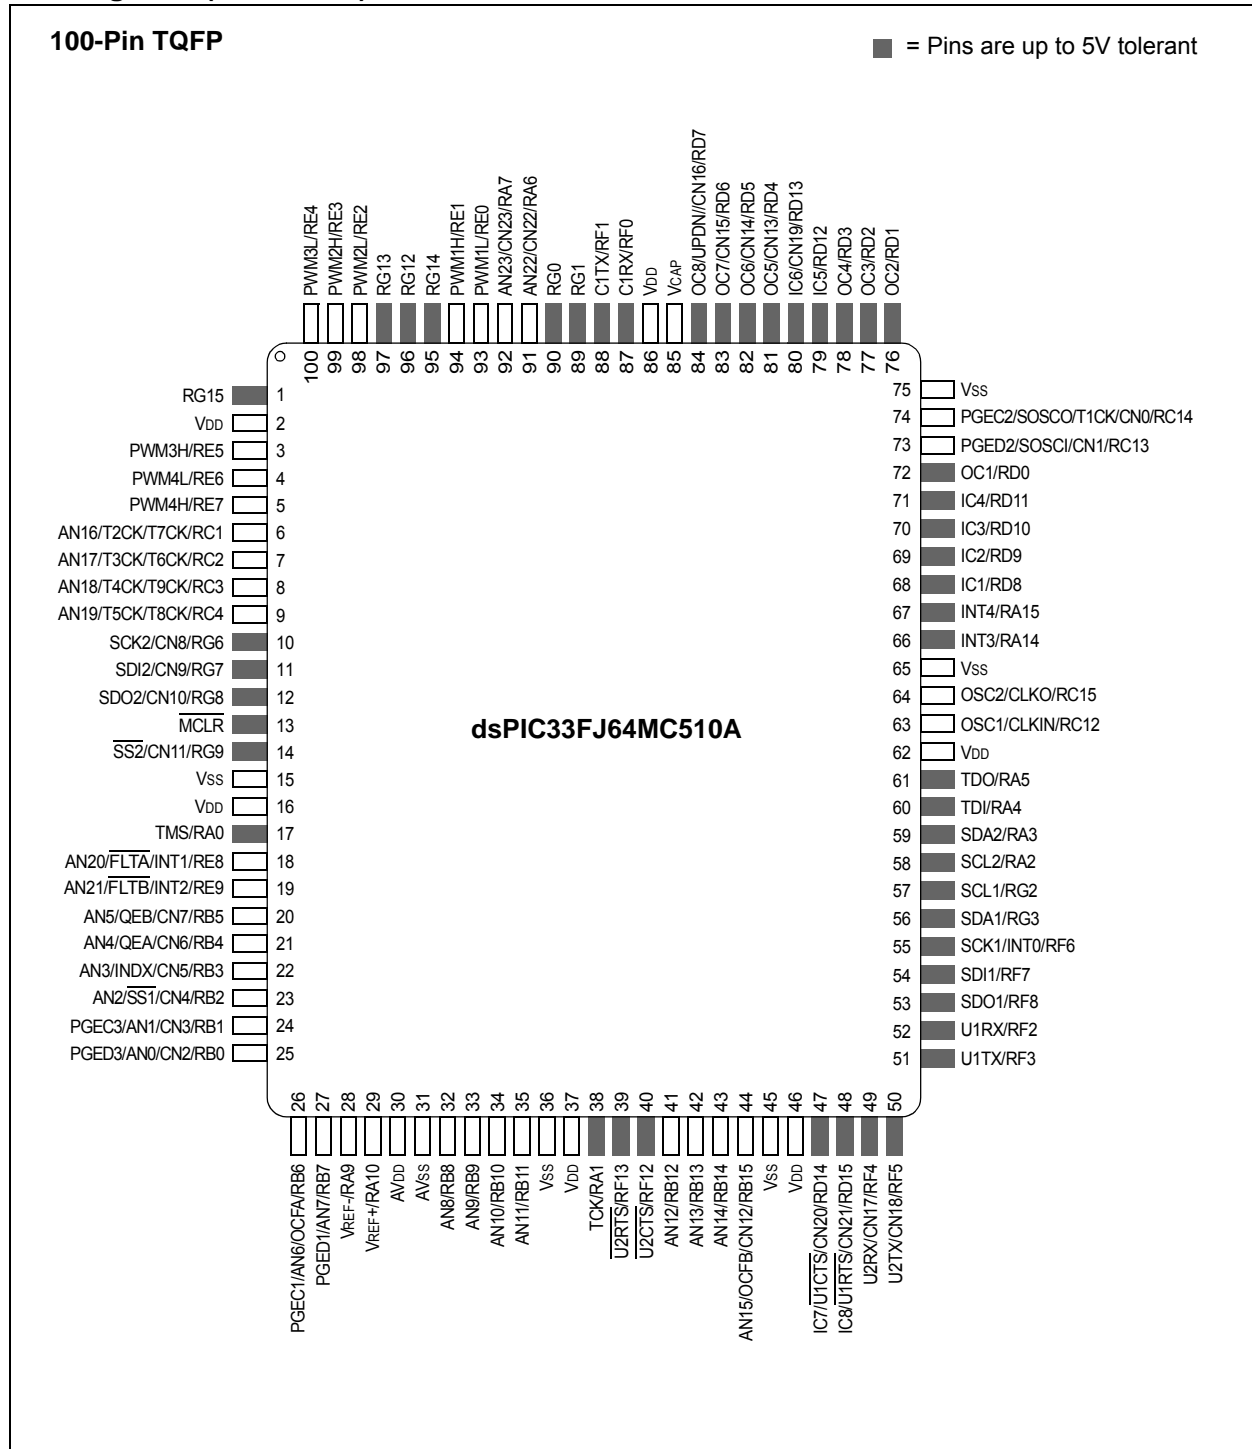 100-Pin TQFP
= Pins are up to 5V tolerant
PWM3L/RE4
PWM2H/RE3
PWM2L/RE2
RG13
RG12
RG14
PWM1H/RE1
PWM1L/RE0
AN23/CN23/RA7
AN22/CN22/RA6
RG0
RG1
C1TX/RF1
C1RX/RF0
VDD
VCAP
OC8/UPDN//CN16/RD7
OC7/CN15/RD6
OC6/CN14/RD5
OC5/CN13/RD4
IC6/CN19/RD13
IC5/RD12
OC4/RD3
OC3/RD2
OC2/RD1
100
99
98
97
96
95
94
93
92
91
90
89
88
87
86
85
84
83
82
81
80
79
78
77
76
RG15 1
VDD 2
PWM3H/RE5 3
PWM4L/RE6 4
PWM4H/RE7 5
AN16/T2CK/T7CK/RC1 6
AN17/T3CK/T6CK/RC2 7
AN18/T4CK/T9CK/RC3 8
AN19/T5CK/T8CK/RC4 9
SCK2/CN8/RG6 10
SDI2/CN9/RG7 11
SDO2/CN10/RG8 12
MCLR 13
SS2/CN11/RG9 14
VSS 15
VDD 16
TMS/RA0 17
AN20/FLTA/INT1/RE8 18
AN21/FLTB/INT2/RE9 19
AN5/QEB/CN7/RB5 20
AN4/QEA/CN6/RB4 21
AN3/INDX/CN5/RB3 22
AN2/SS1/CN4/RB2 23
PGEC3/AN1/CN3/RB1 24
PGED3/AN0/CN2/RB0 25
dsPIC33FJ64MC510A
75 VSS
74 PGEC2/SOSCO/T1CK/CN0/RC14
73 PGED2/SOSCI/CN1/RC13
72 OC1/RD0
71 IC4/RD11
70 IC3/RD10
69 IC2/RD9
68 IC1/RD8
67 INT4/RA15
66 INT3/RA14
65 VSS
64 OSC2/CLKO/RC15
63 OSC1/CLKIN/RC12
62 VDD
61 TDO/RA5
60 TDI/RA4
59 SDA2/RA3
58 SCL2/RA2
57 SCL1/RG2
56 SDA1/RG3
55 SCK1/INT0/RF6
54 SDI1/RF7
53 SDO1/RF8
52 U1RX/RF2
51 U1TX/RF3
26
27
28
29
30
31
32
33
34
35
36
37
38
39
40
41
42
43
44
45
46
47
48
49
50
PGEC1/AN6/OCFA/RB6
PGED1/AN7/RB7
VREF-/RA9
VREF+/RA10
AVDD
AVSS
AN8/RB8
AN9/RB9
AN10/RB10
AN11/RB11
VSS
VDD
TCK/RA1
U2RTS/RF13
U2CTS/RF12
AN12/RB12
AN13/RB13
AN14/RB14
AN15/OCFB/CN12/RB15
VSS
VDD
IC7/U1CTS/CN20/RD14
IC8/U1RTS/CN21/RD15
U2RX/CN17/RF4
U2TX/CN18/RF5